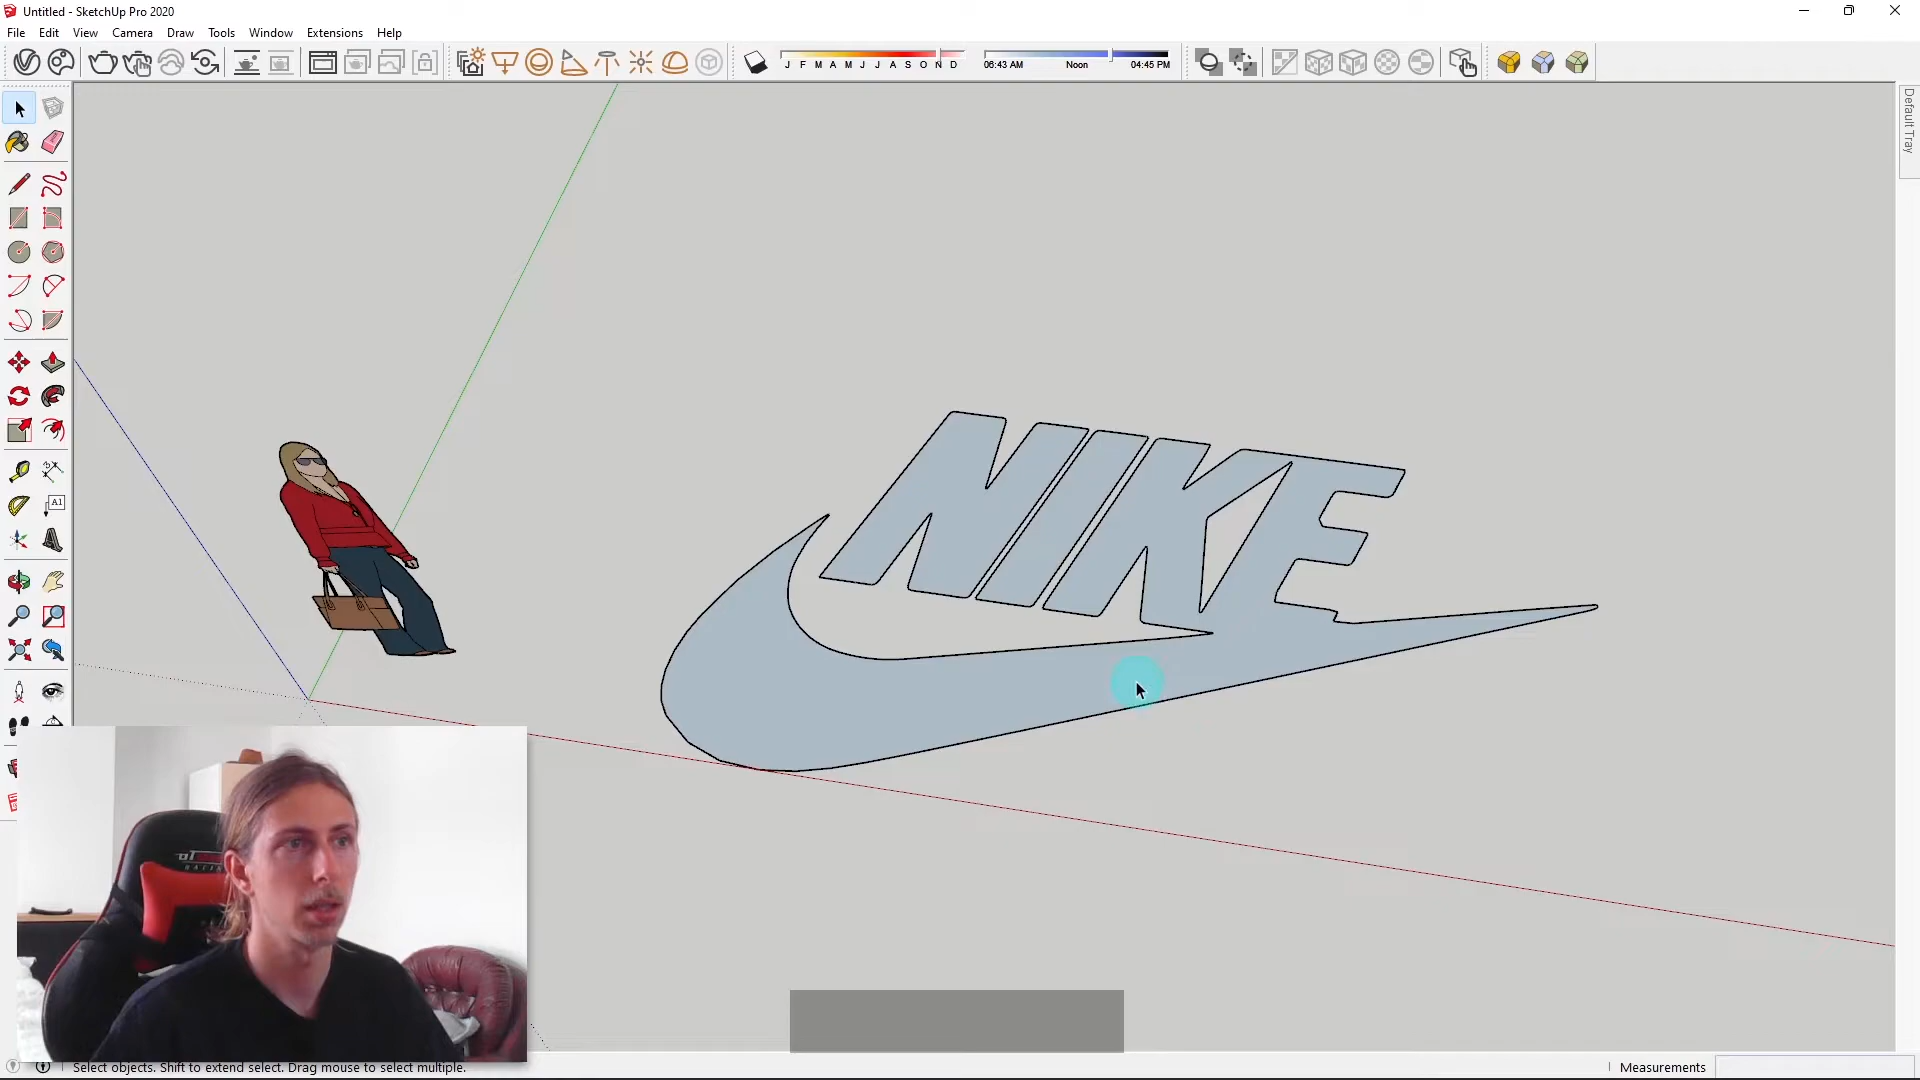 Untitled - SketchUp Pro 2020
File Edit View Camera Draw Tools Window Extensions Help
J F M A M J J A S O N D
06:43 AM Noon 04:45 PM
Default Tray
A1
NIKE
Select objects. Shift to extend select. Drag mouse to select multiple.
Measurements